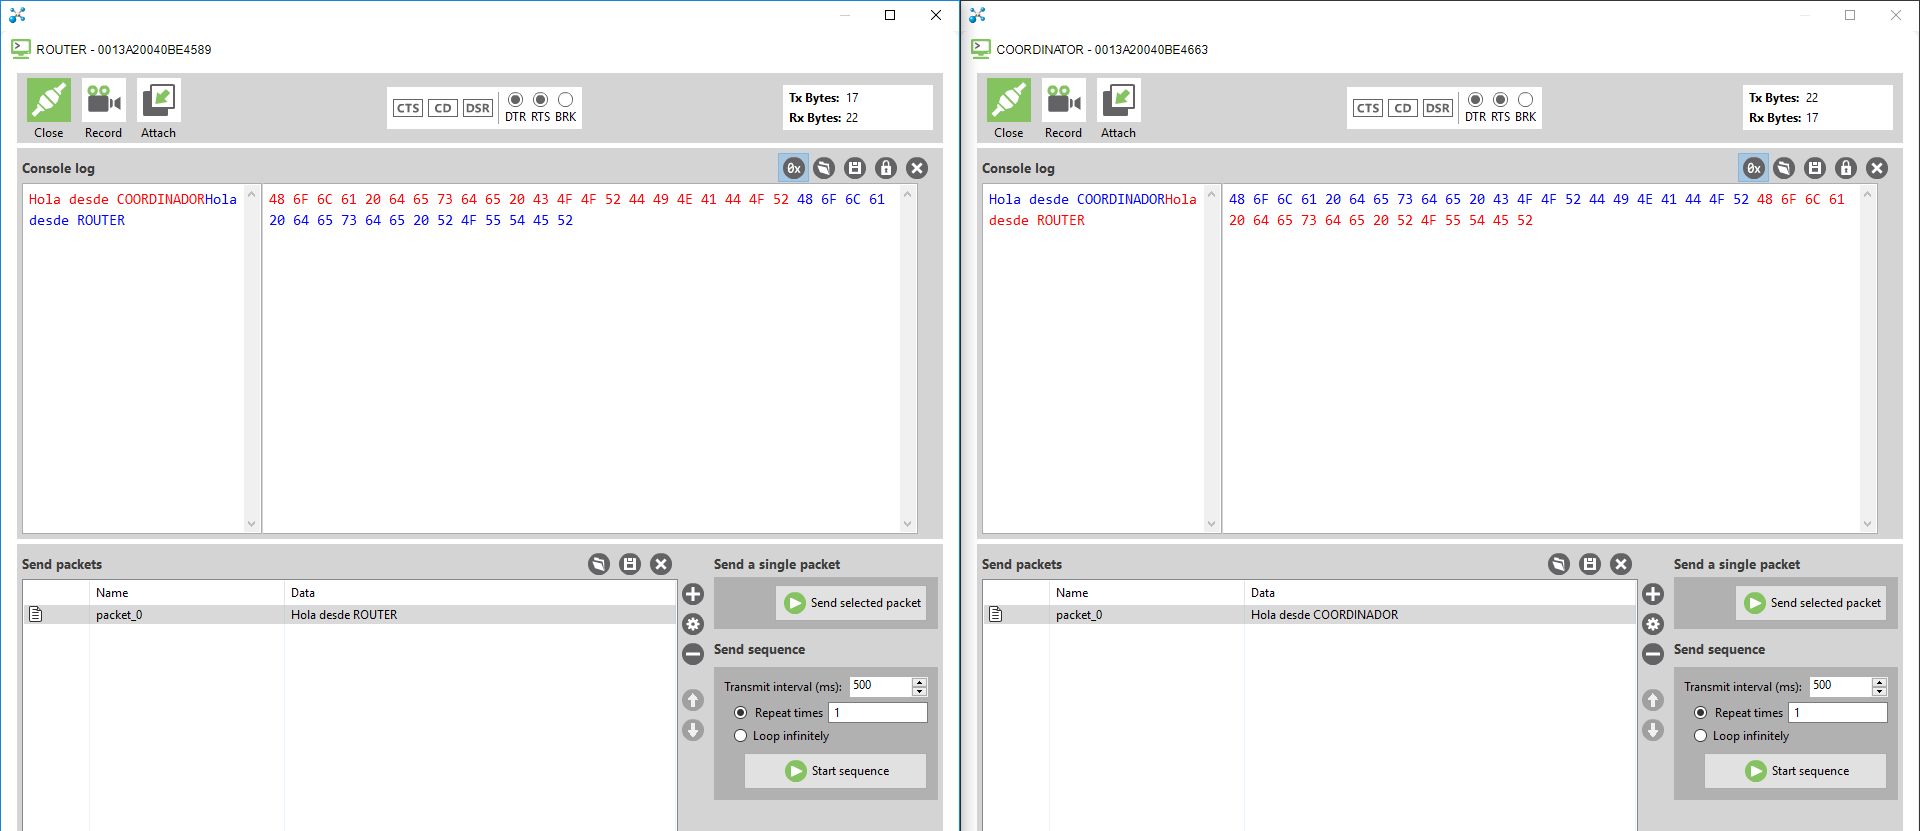 ROUTER - 0013A20040BE4589
Close
Record
Attach
CTS CD DSR
DTR RTS BRK
Tx Bytes: 17
Rx Bytes: 22
Console log
0x
Hola desde COORDINADORHola
desde ROUTER
48 6F 6C 61 20 64 65 73 64 65 20 43 4F 4F 52 44 49 4E 41 44 4F 52 48 6F 6C 61
20 64 65 73 64 65 20 52 4F 55 54 45 52
Send packets
Name Data
packet_0 Hola desde ROUTER
Send a single packet
Send selected packet
Send sequence
Transmit interval (ms): 500
Repeat times 1
Loop infinitely
Start sequence
COORDINATOR - 0013A20040BE4663
Close
Record
Attach
CTS CD DSR
DTR RTS BRK
Tx Bytes: 22
Rx Bytes: 17
Console log
0x
Hola desde COORDINADORHola
desde ROUTER
48 6F 6C 61 20 64 65 73 64 65 20 43 4F 4F 52 44 49 4E 41 44 4F 52 48 6F 6C 61
20 64 65 73 64 65 20 52 4F 55 54 45 52
Send packets
Name Data
packet_0 Hola desde COORDINADOR
Send a single packet
Send selected packet
Send sequence
Transmit interval (ms): 500
Repeat times 1
Loop infinitely
Start sequence